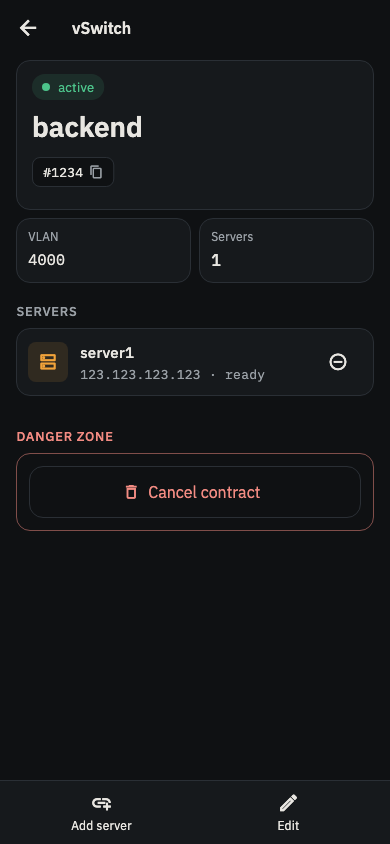 vSwitch
active
backend
#1234
VLAN
4000
Servers
1
SERVERS
server1
123.123.123.123 · ready
DANGER ZONE
Cancel contract
Add server
Edit